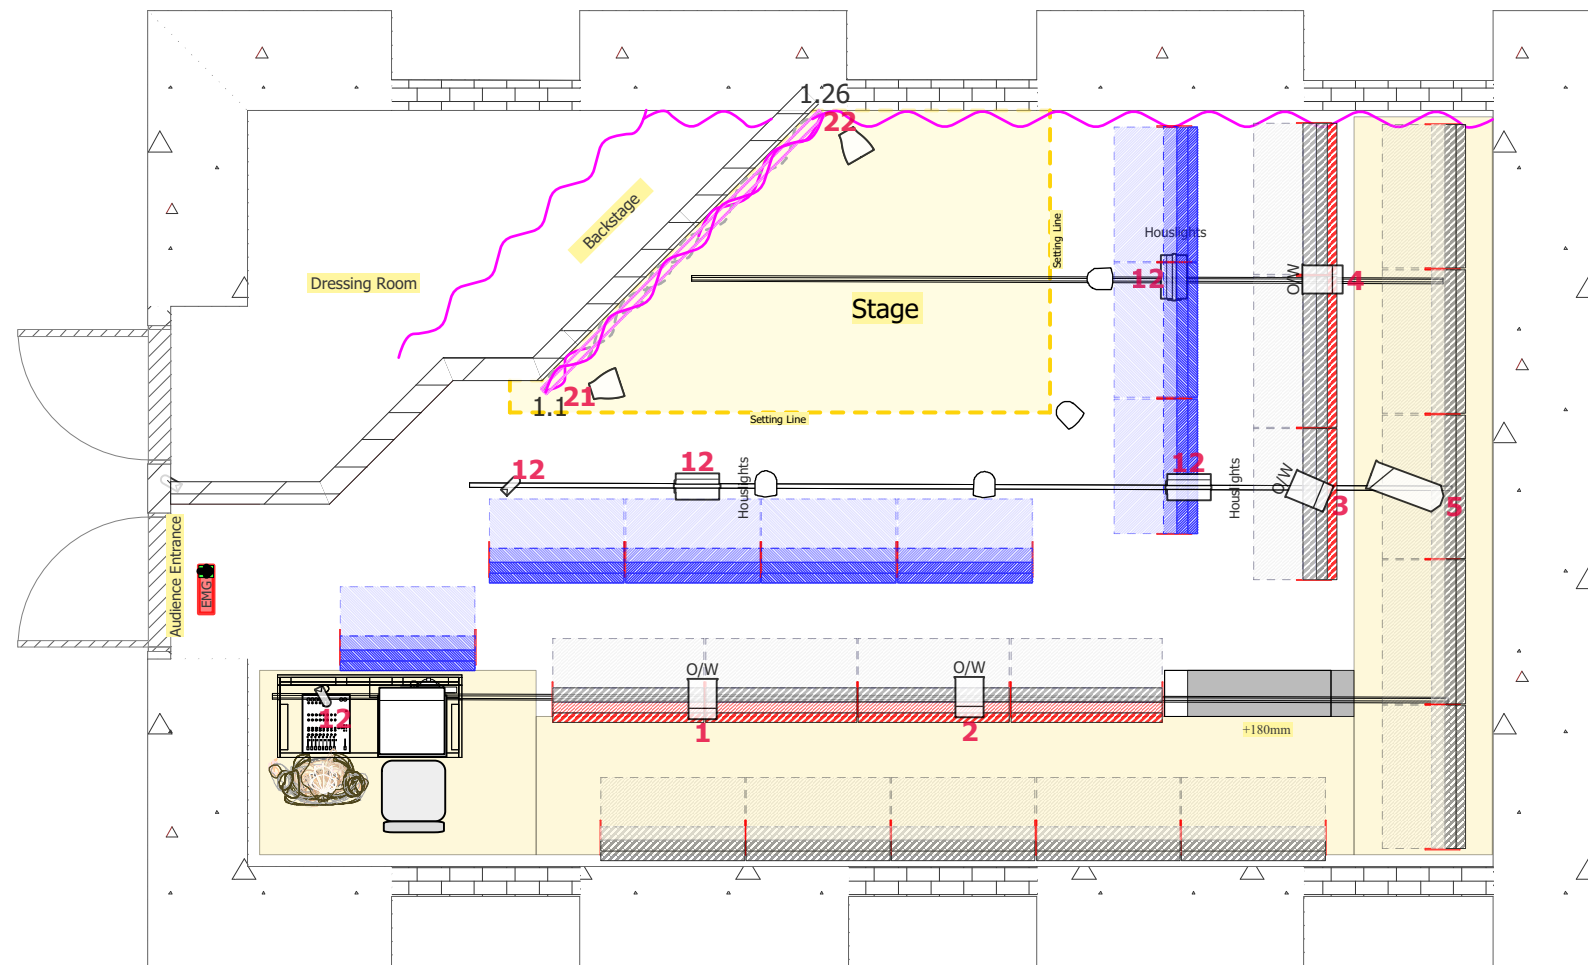 1.26
22
Backstage
Dressing Room
Setting Line
Houslights
12
O/W
4
Stage
1.1
21
Setting Line
12
12
Houslights
12
Houslights
O/W
3
5
Audience Entrance
EMG
O/W
O/W
12
1
2
+180mm